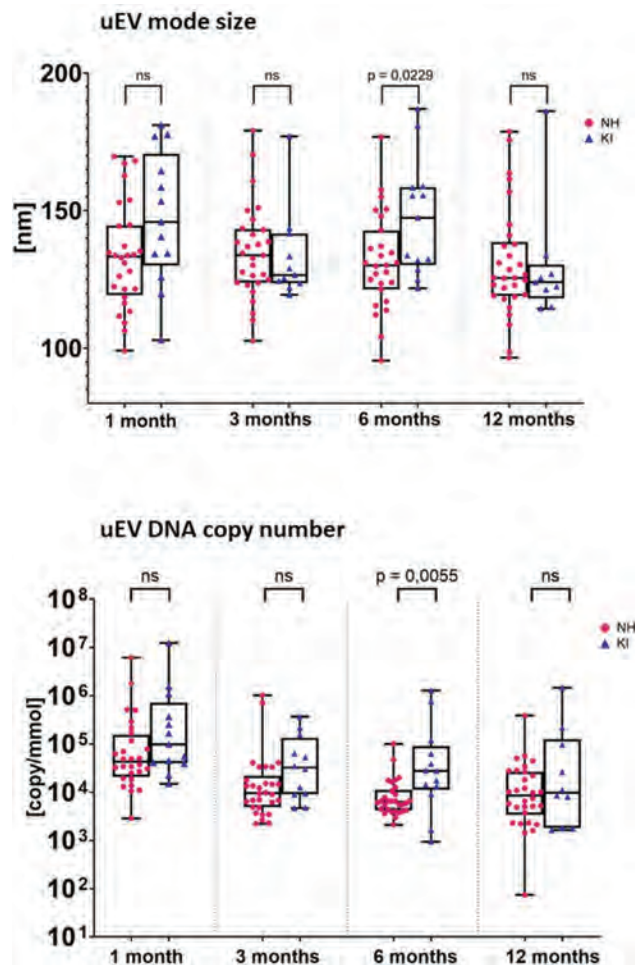 uEV mode size
ns
ns
p = 0,0229
ns
200
150
100
[nm]
NH
KI
1 month
3 months
6 months
12 months
uEV DNA copy number
ns
ns
p = 0,0055
ns
10⁸
10⁷
10⁶
10⁵
10⁴
10³
10²
10¹
[copy/mmol]
NH
KI
1 month
3 months
6 months
12 months